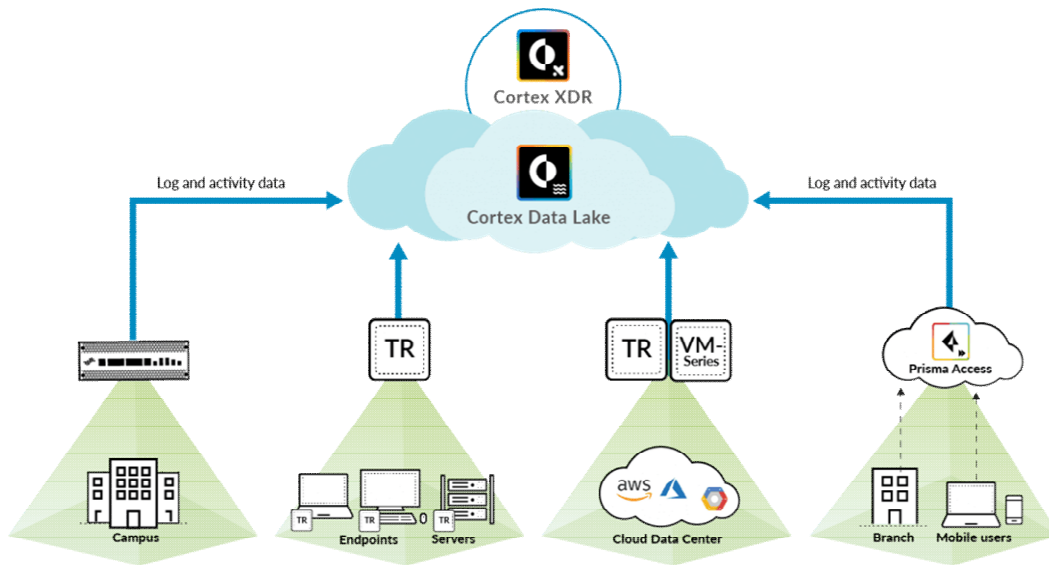 Cortex XDR
Cortex Data Lake
Log and activity data
Log and activity data
TR
TR
VM-
Series
Prisma Access
Campus
TR
TR
TR
Endpoints
Servers
aws
Cloud Data Center
Branch
Mobile users